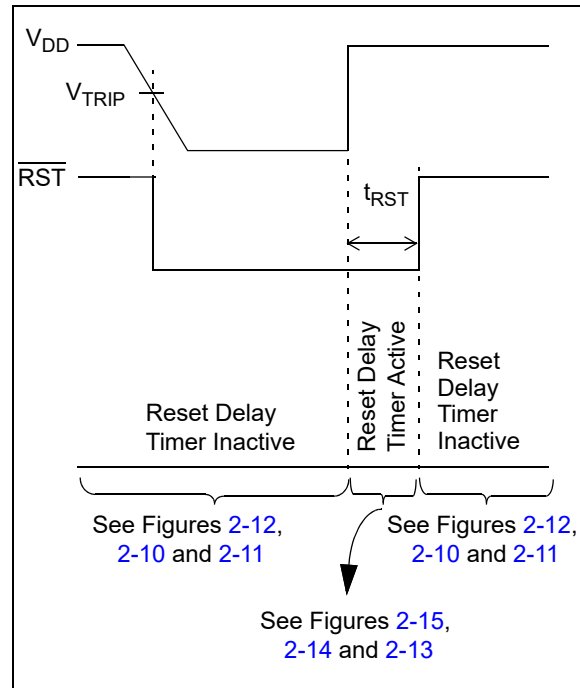 VDD
VTRIP
RST
tRST
Reset Delay
Timer Inactive
Reset Delay
Timer Active
Reset
Delay
Timer
Inactive
See Figures 2-12,
2-10 and 2-11
See Figures 2-12,
2-10 and 2-11
See Figures 2-15,
2-14 and 2-13